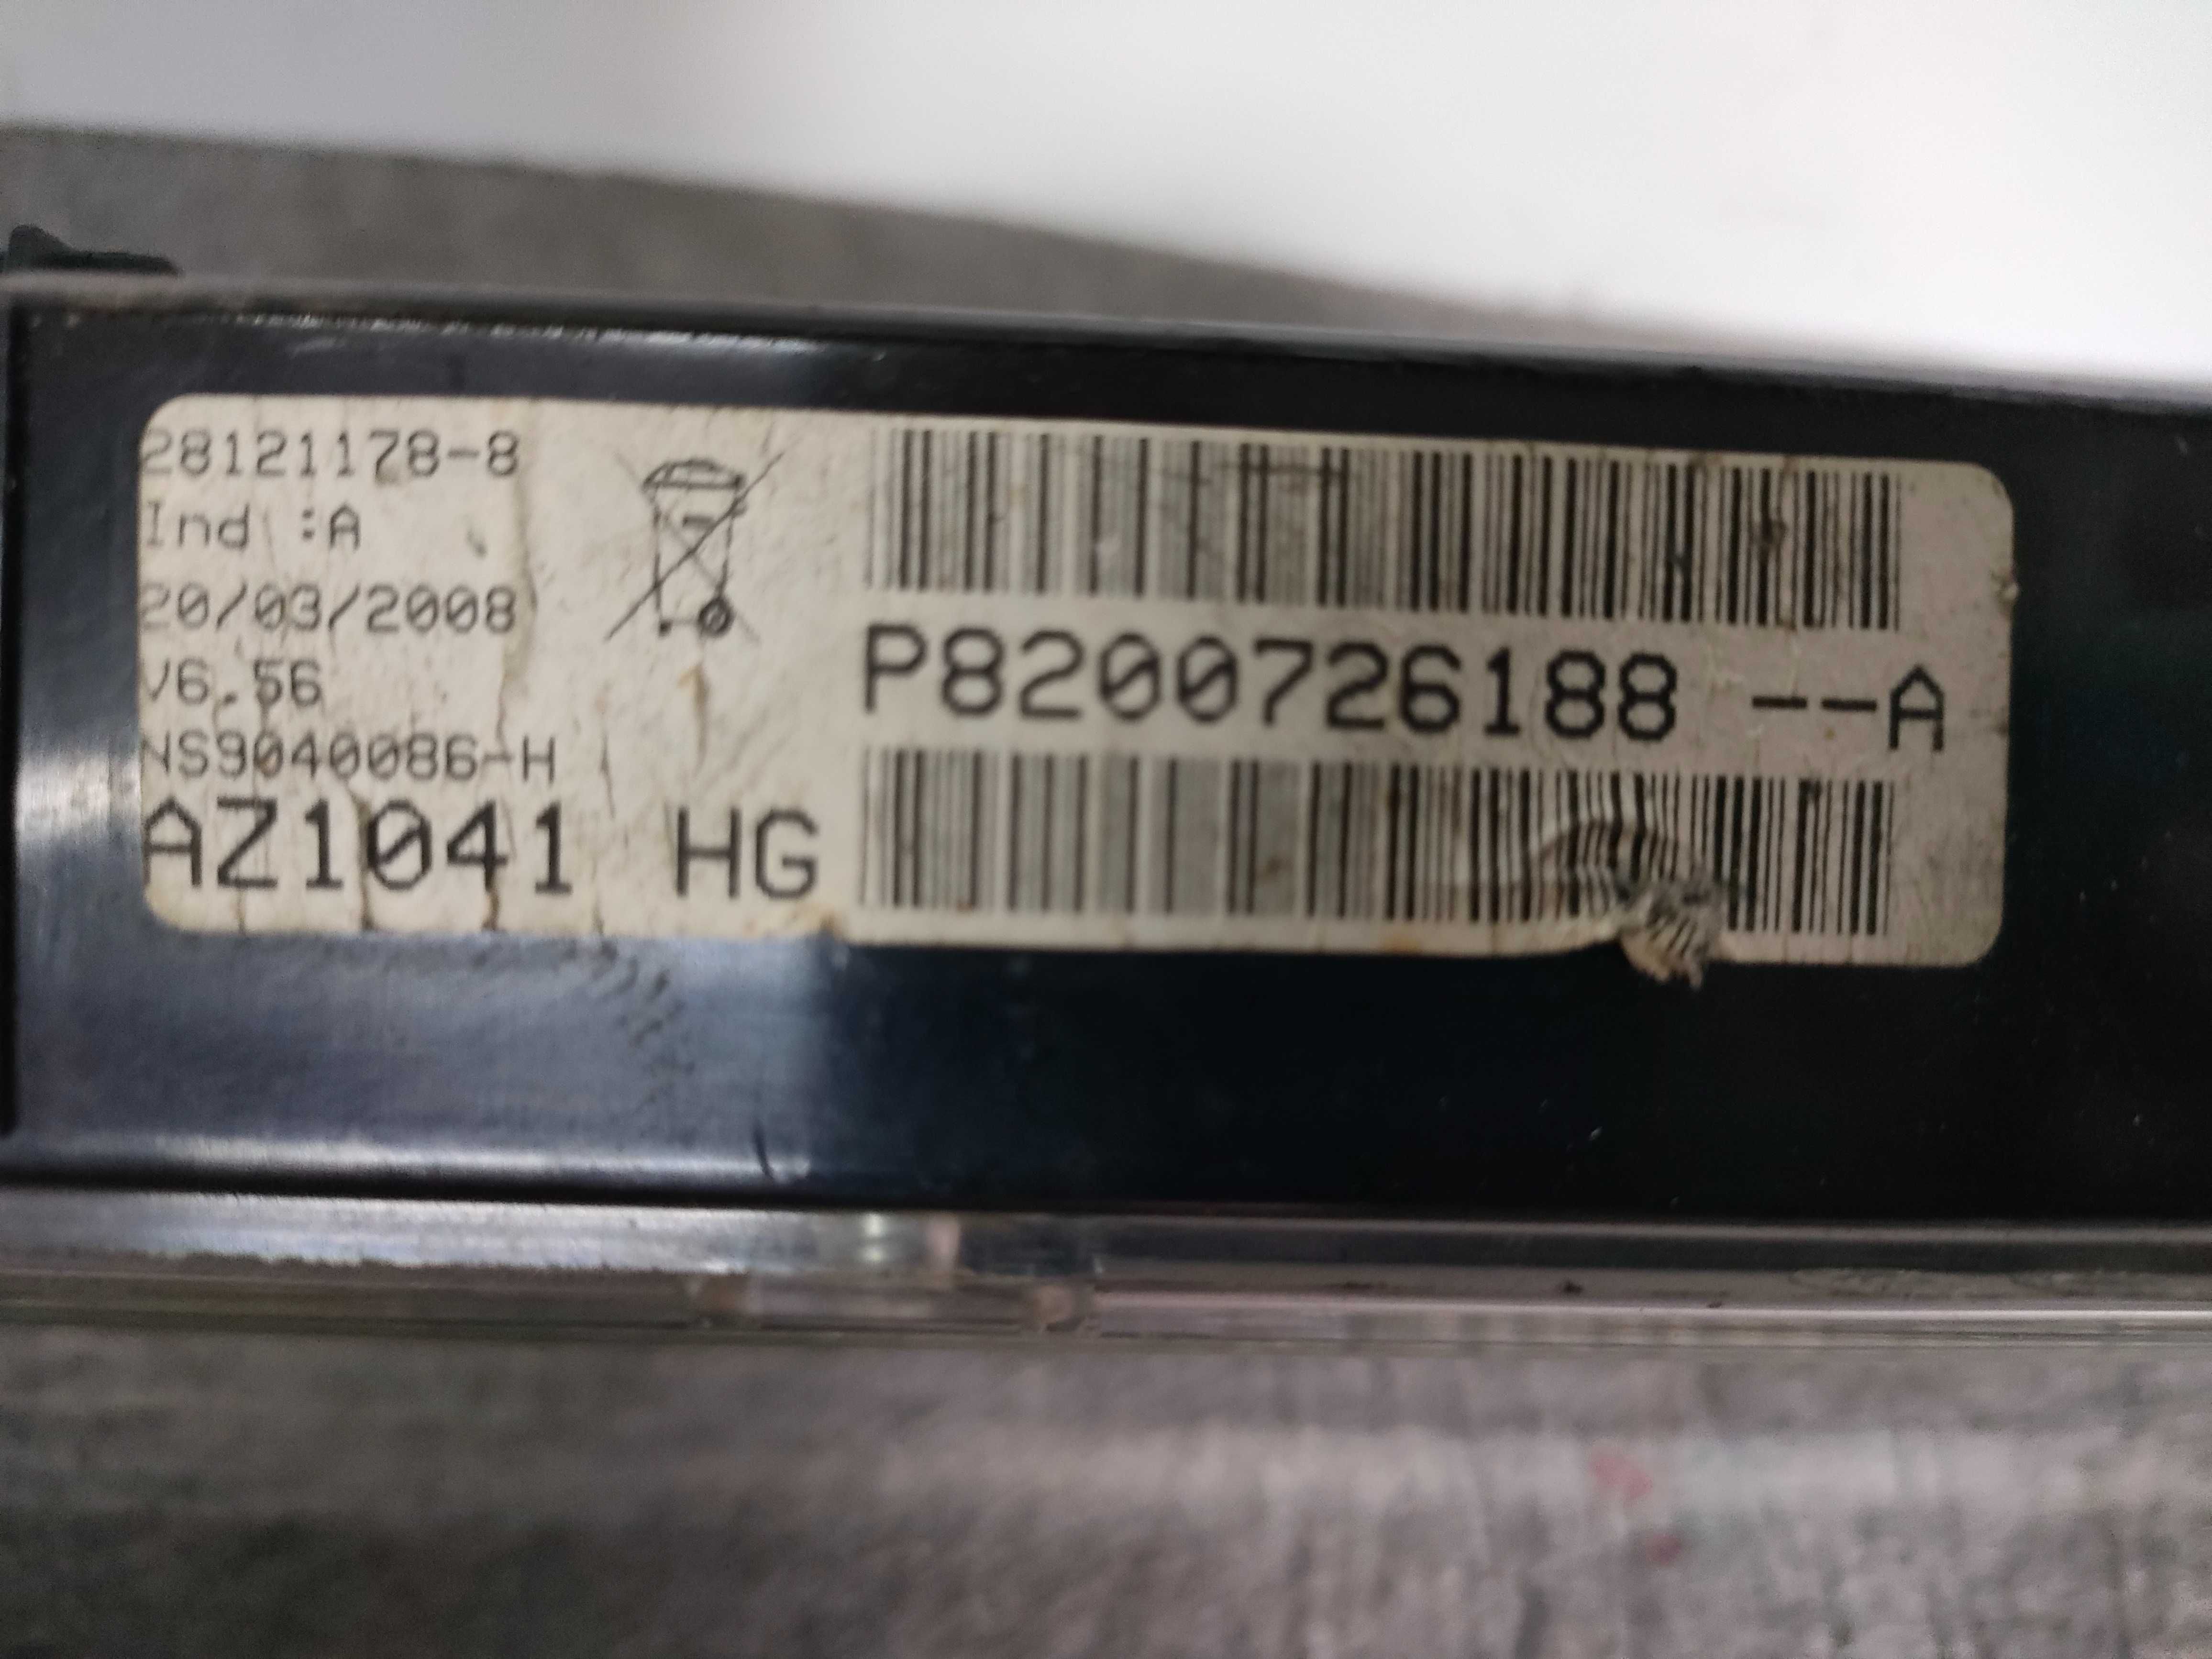 28121178-8
Ind :A
20/03/2008
V6.56
NS9040086-H
AZ1041 HG
P8200726188 --A